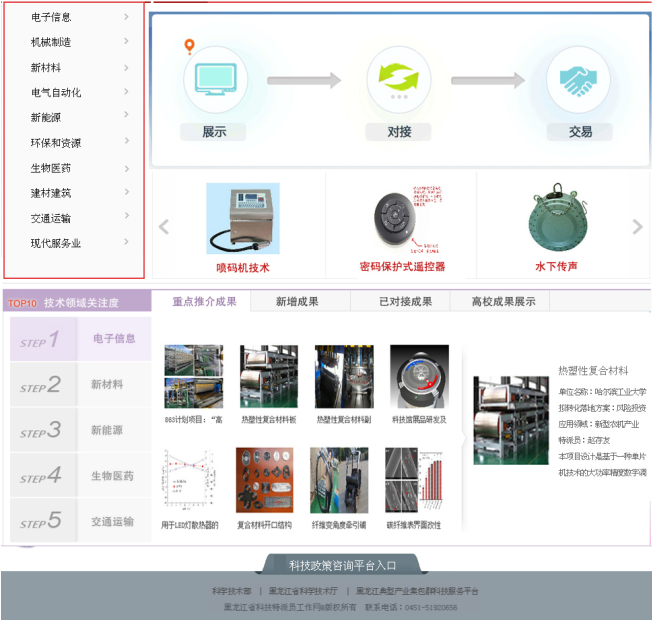 电子信息
机械制造
新材料
电气自动化
新能源
环保和资源
生物医药
建材建筑
交通运输
现代服务业
展示
对接
交易
喷码机技术
密码保护式遥控器
水下传声
TOP10 技术领域关注度
重点推介成果
新增成果
已对接成果
高校成果展示
STEP 1 电子信息
STEP 2 新材料
STEP 3 新能源
STEP 4 生物医药
STEP 5 交通运输
863计划项目:“高
热塑性复合材料板
热塑性复合材料副
科技馆展品研发及
用于LED灯散热器的
复合材料开口结构
纤维变角度牵引铺
碳纤维表界面改性
热塑性复合材料
单位名称:哈尔滨工业大学
拟转化落地方案:风险投资
应用领域:新型农机产业
特派员:赵存友
本项目设计是基于一种单片
机技术的大功率精度数字调
科技政策咨询平台入口
科学技术部 | 黑龙江省科学技术厅 | 黑龙江典型产业集包群科技服务平台
黑龙江省科技特派员工作网@版权所有 联系电话:0451-51920656